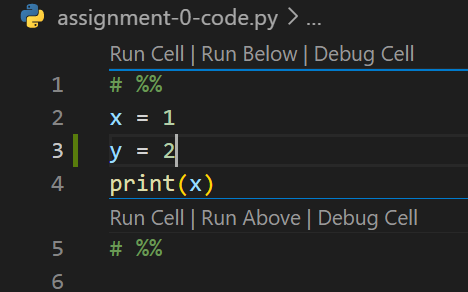 assignment-0-code.py > ...
Run Cell | Run Below | Debug Cell
1 # %%
2 x = 1
3 y = 2
4 print(x)
Run Cell | Run Above | Debug Cell
5 # %%
6